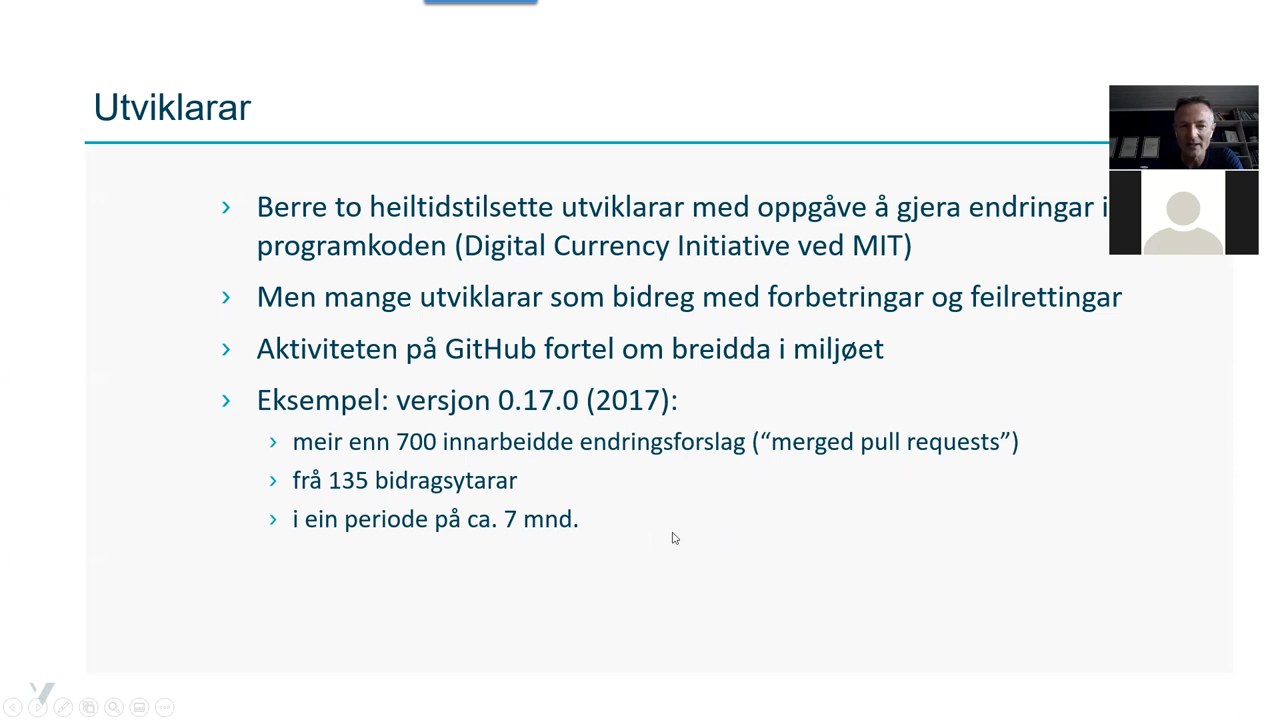 Utviklarar
› Berre to heiltidstilsette utviklarar med oppgåve å gjera endringar i
programkoden (Digital Currency Initiative ved MIT)
› Men mange utviklarar som bidreg med forbetringar og feilrettingar
› Aktiviteten på GitHub fortel om breidda i miljøet
› Eksempel: versjon 0.17.0 (2017):
› meir enn 700 innarbeidde endringsforslag (“merged pull requests”)
› frå 135 bidragsytarar
› i ein periode på ca. 7 mnd.